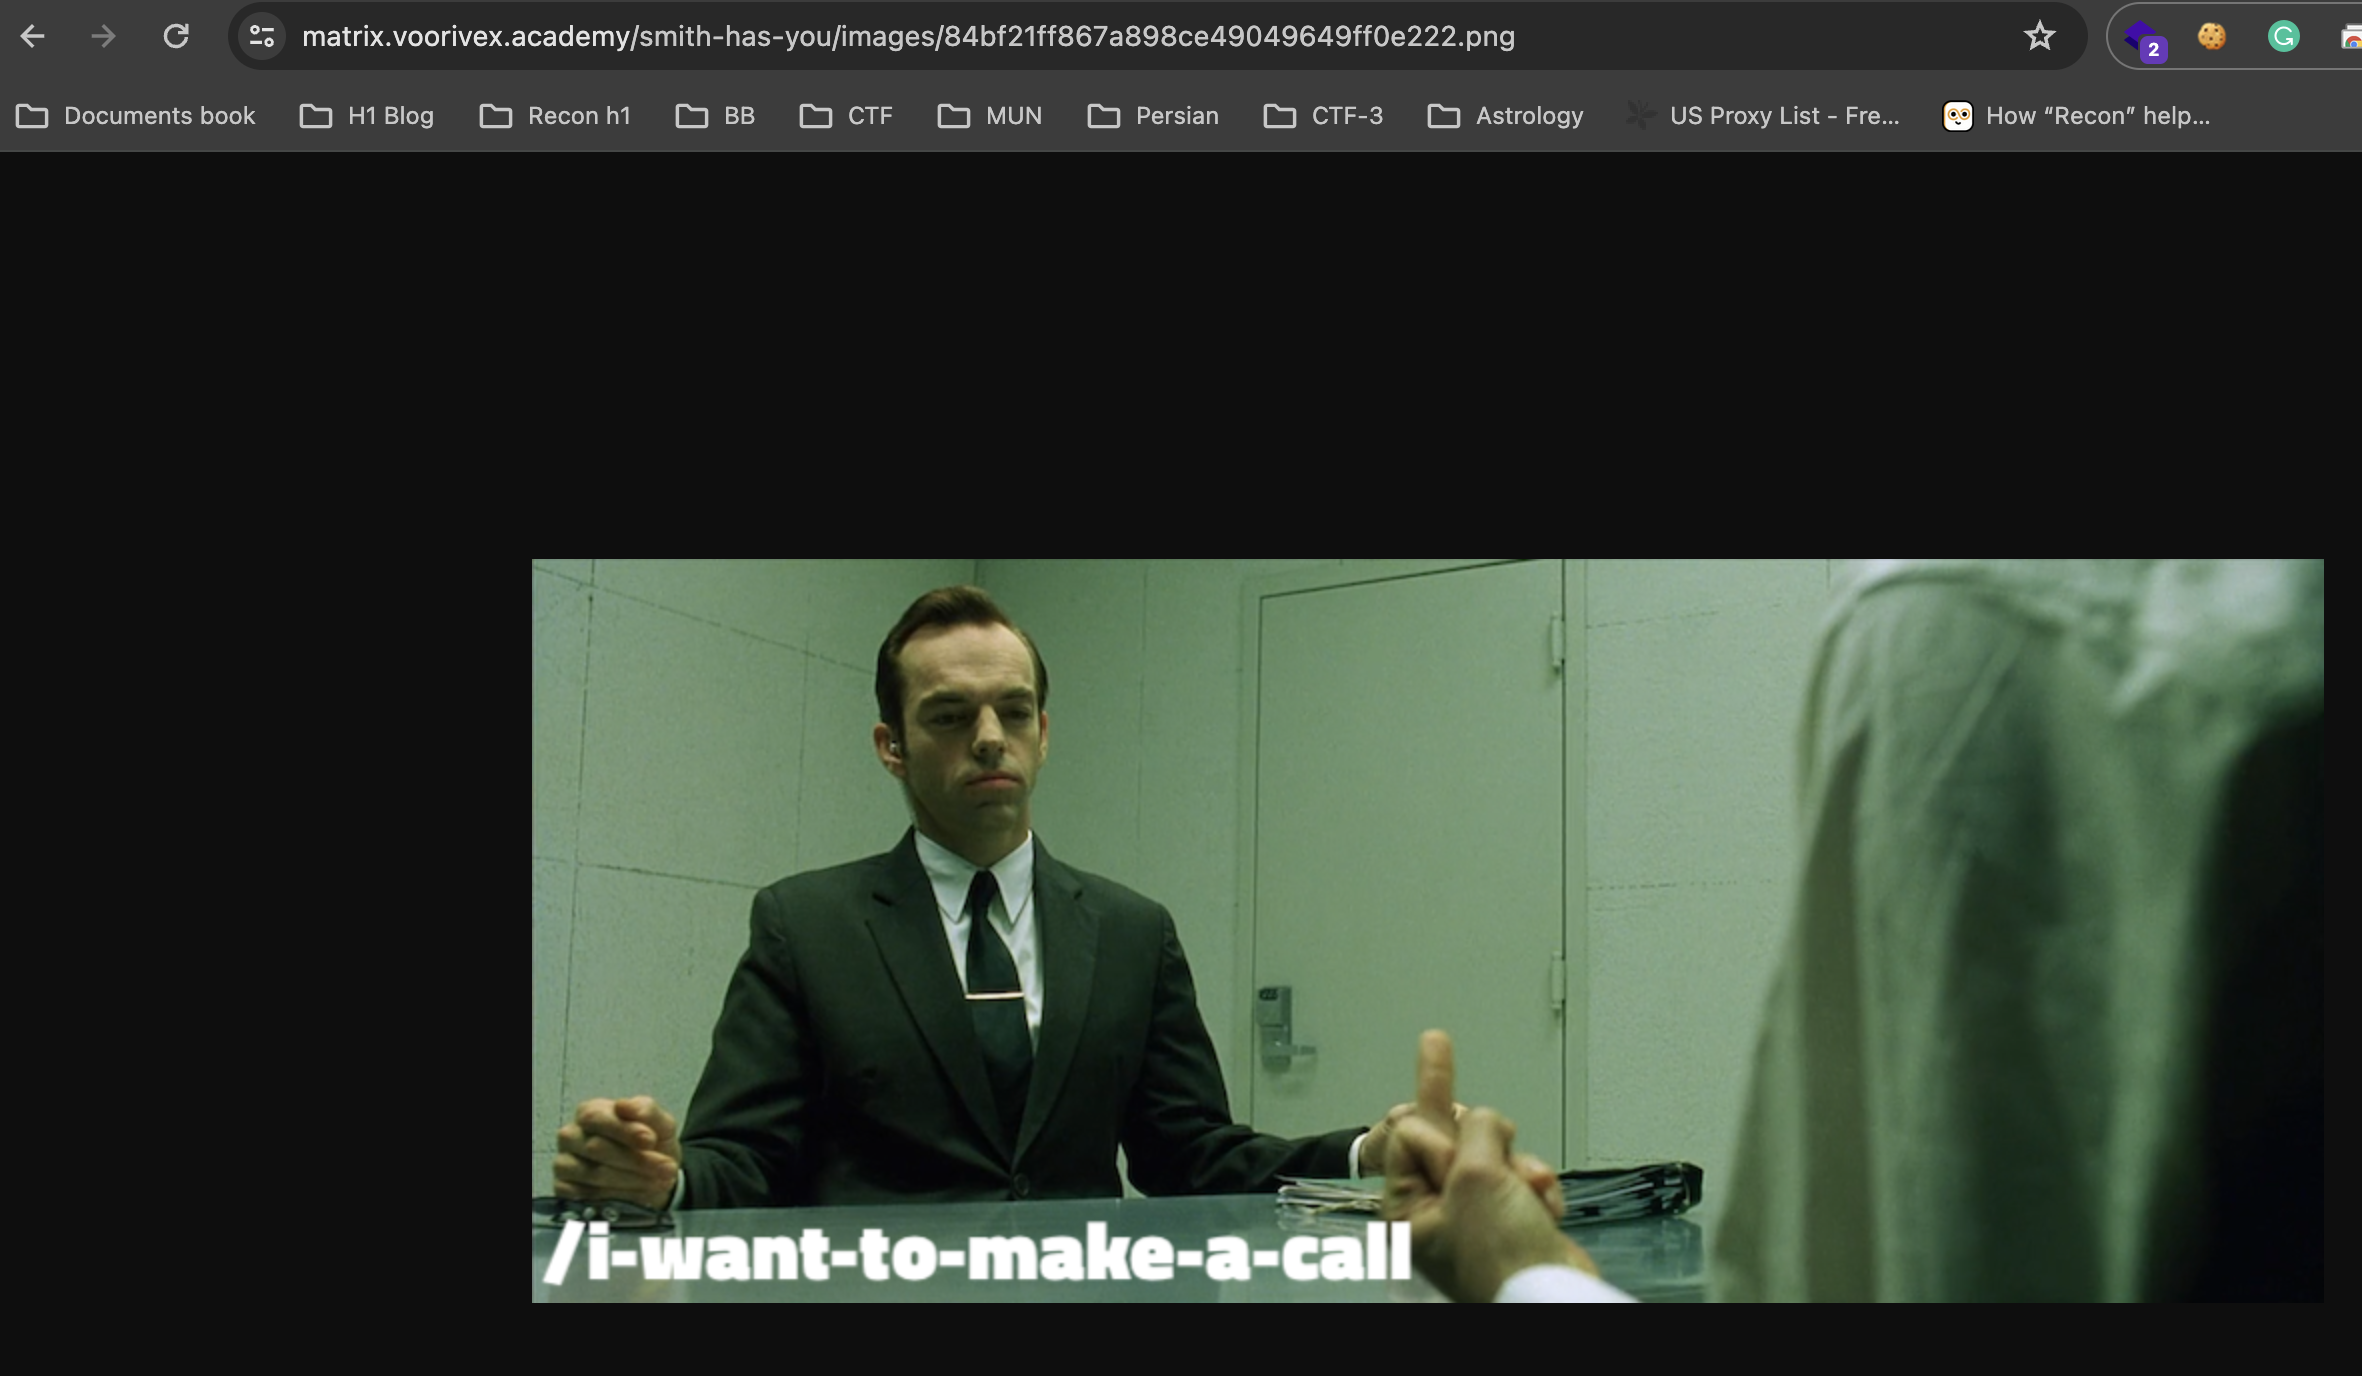 matrix.voorivex.academy/smith-has-you/images/84bf21ff867a898ce49049649ff0e222.png
2
G
Documents book
H1 Blog
Recon h1
BB
CTF
MUN
Persian
CTF-3
Astrology
US Proxy List - Fre...
How “Recon” help...
/i-want-to-make-a-call